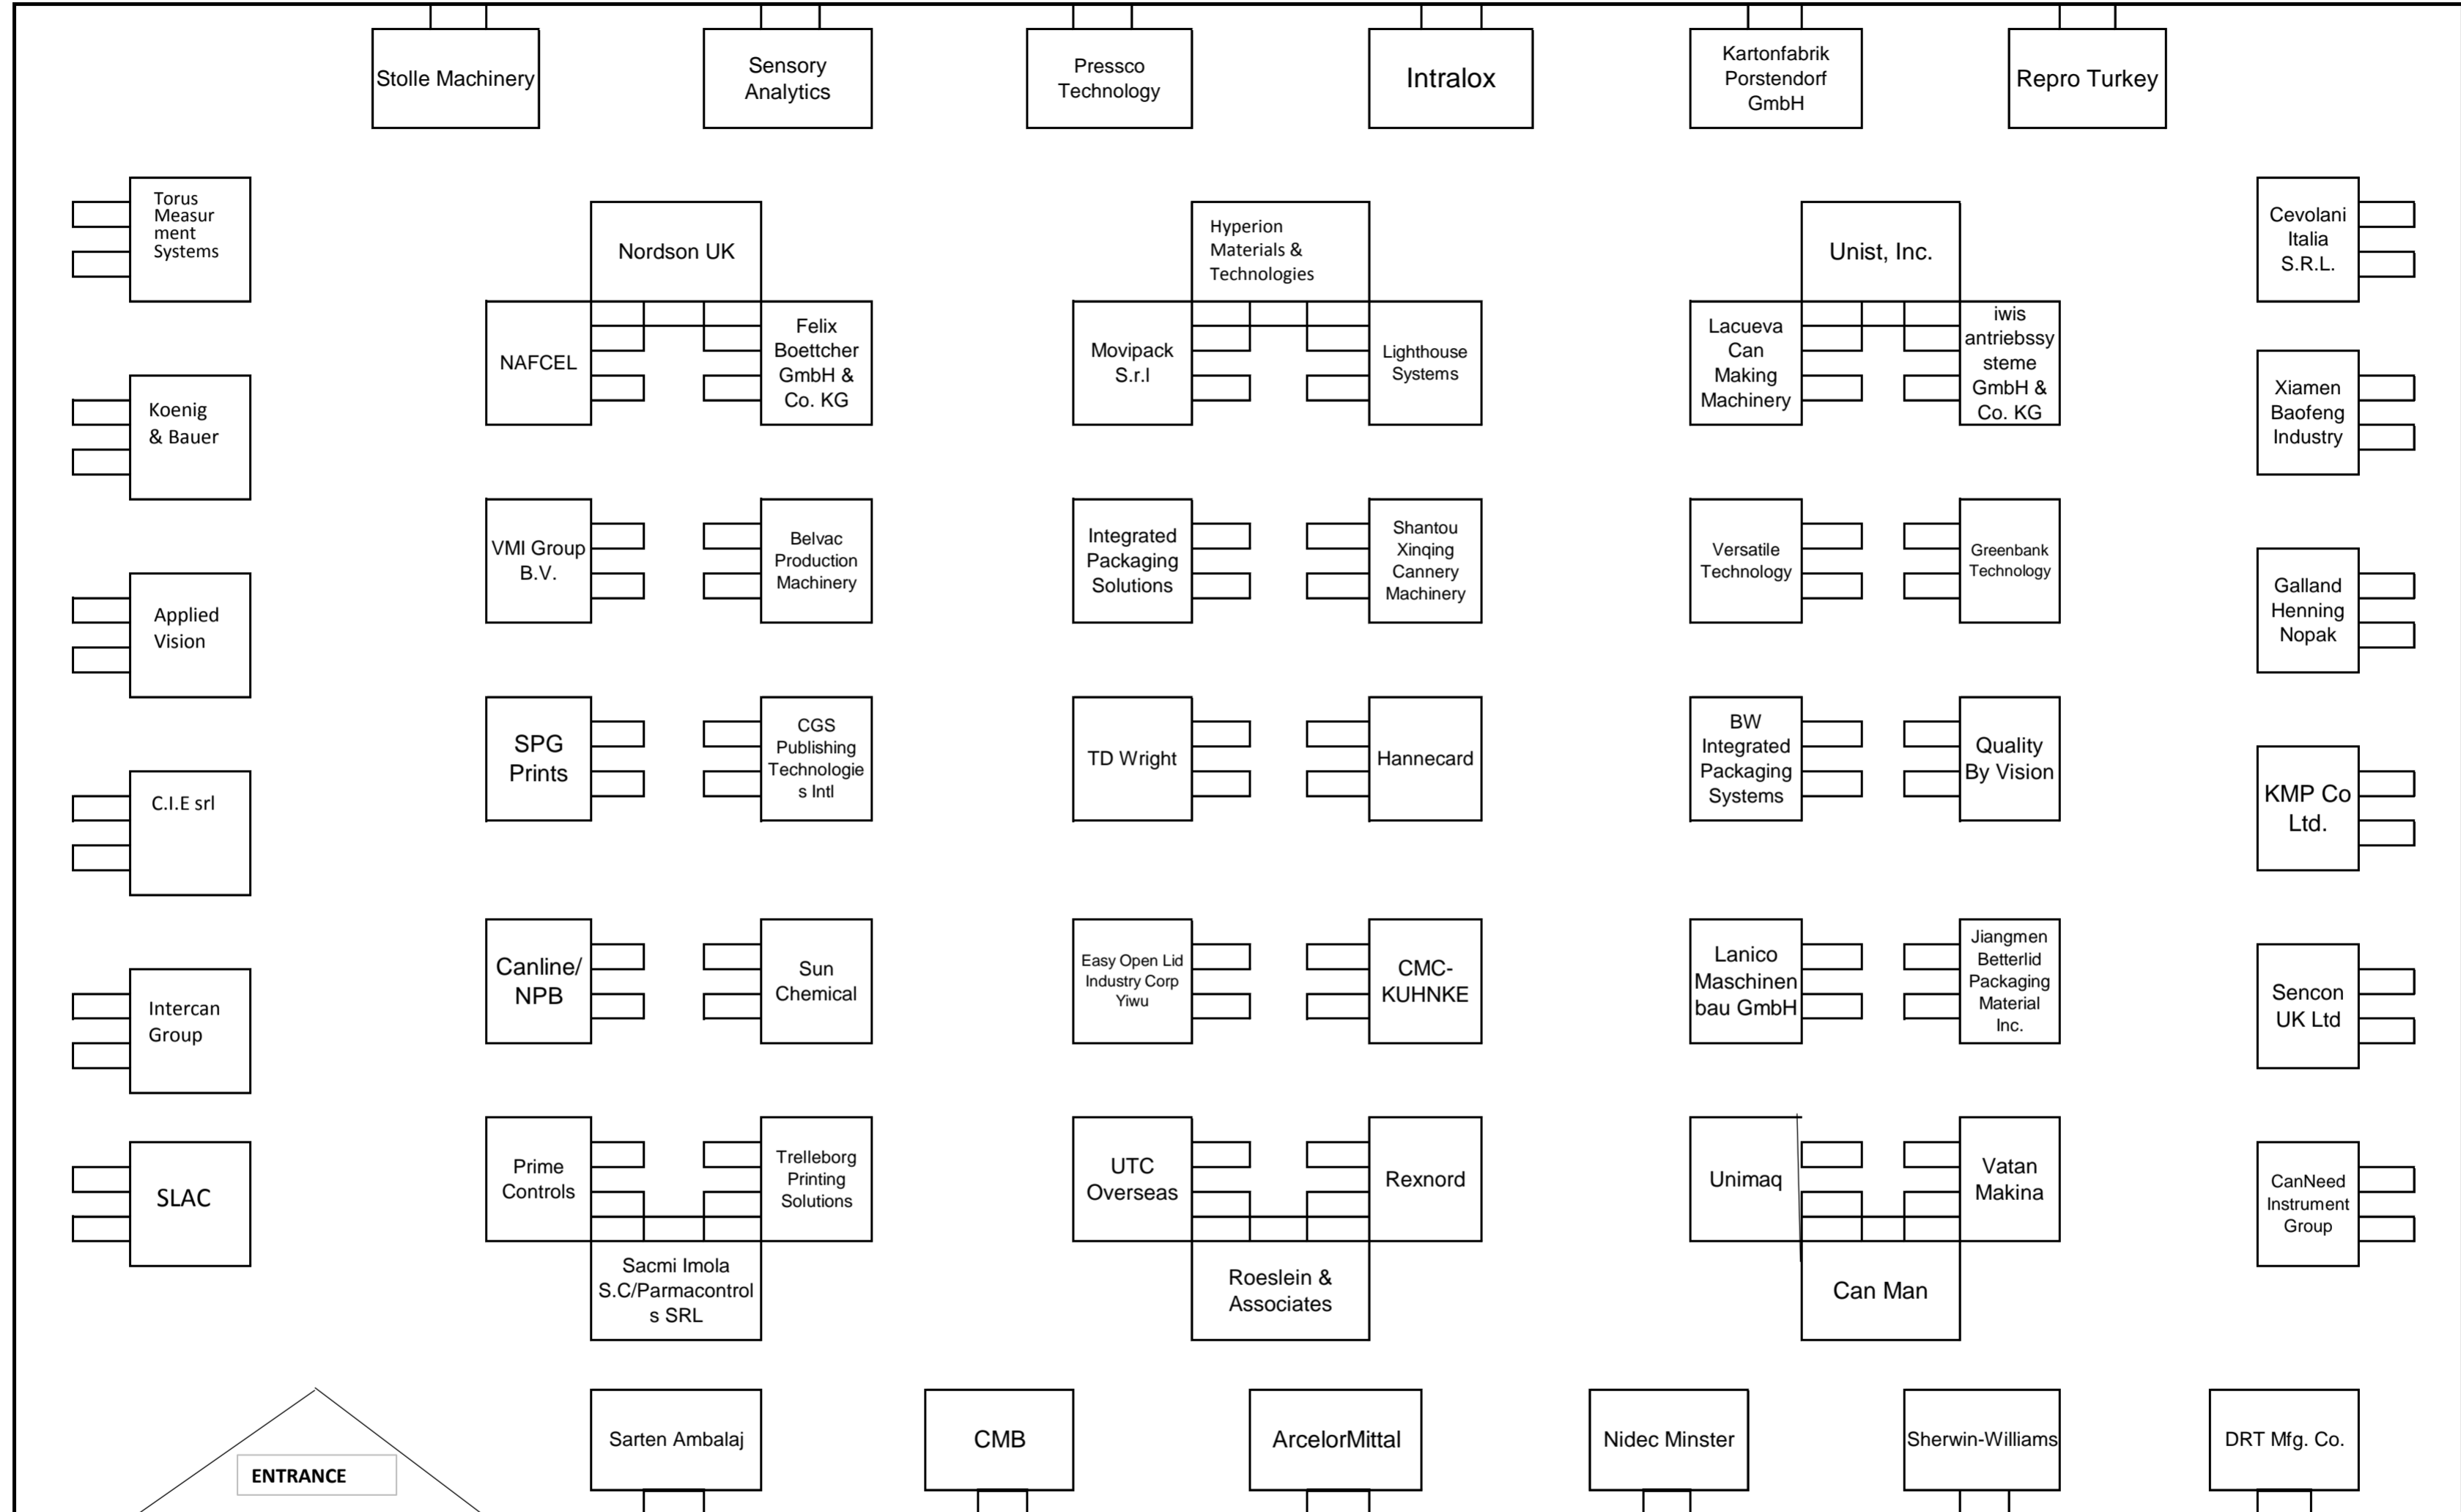 Stolle Machinery
Sensory
Analytics
Pressco
Technology
Intralox
Kartonfabrik
Porstendorf
GmbH
Repro Turkey
Torus
Measur
ment
Systems
Nordson UK
Hyperion
Materials &
Technologies
Unist, Inc.
Cevolani
Italia
S.R.L.
NAFCEL
Felix
Boettcher
GmbH &
Co. KG
Movipack
S.r.l
Lighthouse
Systems
Lacueva
Can
Making
Machinery
iwis
antriebssy
steme
GmbH &
Co. KG
Koenig
& Bauer
Xiamen
Baofeng
Industry
VMI Group
B.V.
Belvac
Production
Machinery
Integrated
Packaging
Solutions
Shantou
Xinqing
Cannery
Machinery
Versatile
Technology
Greenbank
Technology
Applied
Vision
Galland
Henning
Nopak
SPG
Prints
CGS
Publishing
Technologie
s Intl
TD Wright
Hannecard
BW
Integrated
Packaging
Systems
Quality
By Vision
C.I.E srl
KMP Co
Ltd.
Canline/
NPB
Sun
Chemical
Easy Open Lid
Industry Corp
Yiwu
CMC-
KUHNKE
Lanico
Maschinen
bau GmbH
Jiangmen
Betterlid
Packaging
Material
Inc.
Intercan
Group
Sencon
UK Ltd
Prime
Controls
Trelleborg
Printing
Solutions
UTC
Overseas
Rexnord
Unimaq
Vatan
Makina
SLAC
CanNeed
Instrument
Group
Sacmi Imola
S.C/Parmacontrol
s SRL
Roeslein &
Associates
Can Man
ENTRANCE
Sarten Ambalaj
CMB
ArcelorMittal
Nidec Minster
Sherwin-Williams
DRT Mfg. Co.